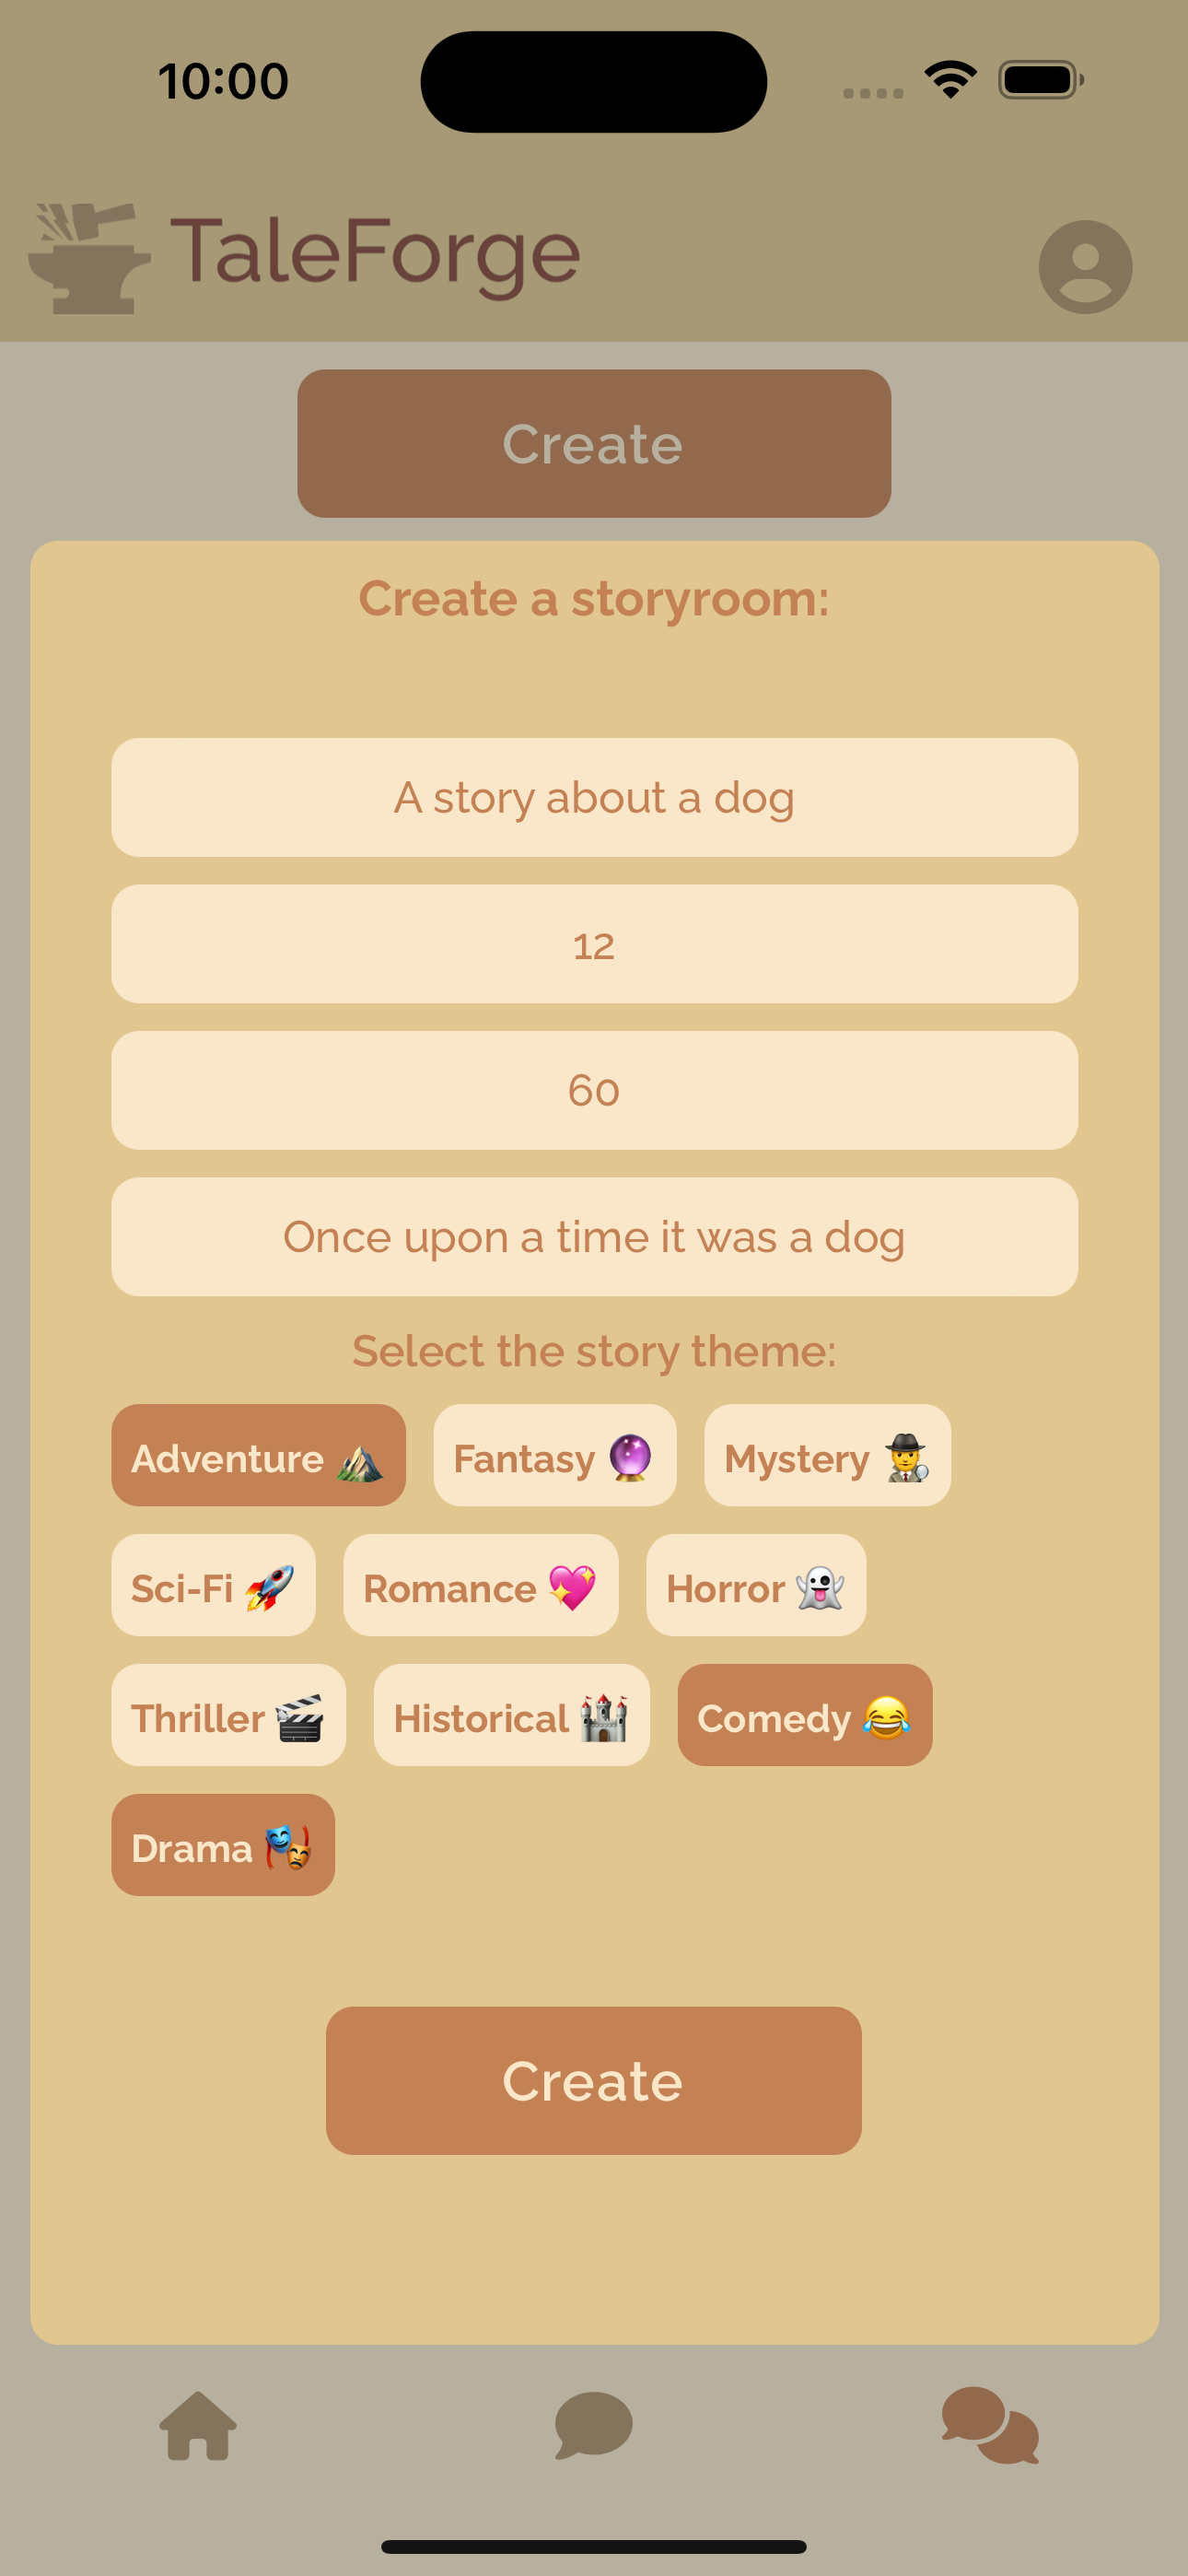 10:00
TaleForge
Create
Create a storyroom:
A story about a dog
12
60
Once upon a time it was a dog
Select the story theme:
Adventure ⛰️ Fantasy 🔮 Mystery 🕵️
Sci-Fi 🚀 Romance 💖 Horror 👻
Thriller 🎬 Historical 🏰 Comedy 😂
Drama 🎭
Create